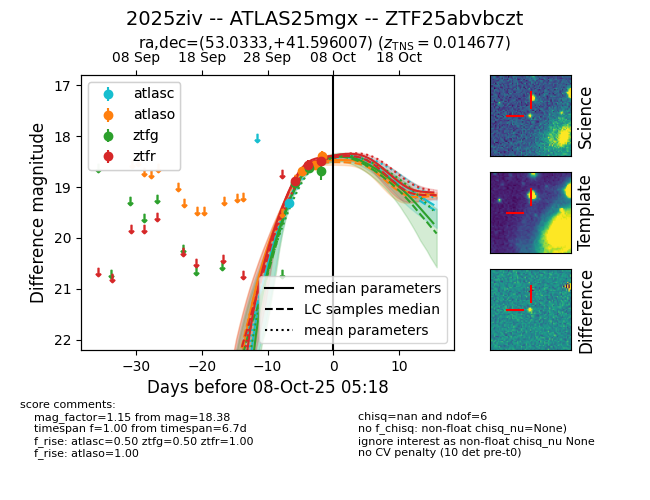 2025ziv -- ATLAS25mgx -- ZTF25abvbczt
ra,dec=(53.0333,+41.596007) (z_TNS = 0.014677)
08 Sep 18 Sep 28 Sep 08 Oct 18 Oct
17
18
19
20
21
22
Difference magnitude
atlasc
atlaso
ztfg
ztfr
median parameters
LC samples median
mean parameters
−30 −20 −10 0 10
Days before 08-Oct-25 05:18
Science
Template
Difference
score comments:
mag_factor=1.15 from mag=18.38
timespan f=1.00 from timespan=6.7d
f_rise: atlasc=0.50 ztfg=0.50 ztfr=1.00
f_rise: atlaso=1.00
chisq=nan and ndof=6
no f_chisq: non-float chisq_nu=None)
ignore interest as non-float chisq_nu None
no CV penalty (10 det pre-t0)